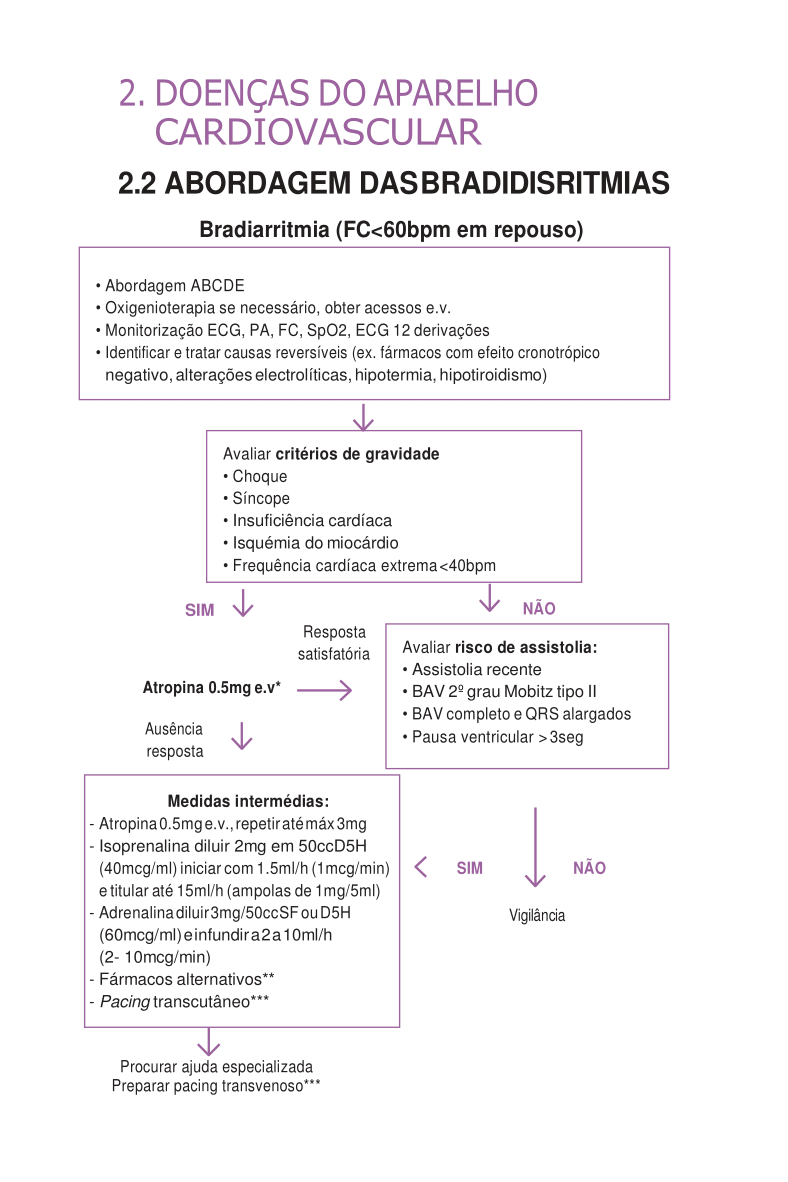 2. DOENÇAS DO APARELHO
CARDIOVASCULAR
2.2 ABORDAGEM DAS BRADIDISRITMIAS
Bradiarritmia (FC<60bpm em repouso)
• Abordagem ABCDE
• Oxigenioterapia se necessário, obter acessos e.v.
• Monitorização ECG, PA, FC, SpO2, ECG 12 derivações
• Identificar e tratar causas reversíveis (ex. fármacos com efeito cronotrópico
negativo, alterações electrolíticas, hipotermia, hipotiroidismo)
Avaliar critérios de gravidade
• Choque
• Síncope
• Insuficiência cardíaca
• Isquémia do miocárdio
• Frequência cardíaca extrema <40bpm
SIM
NÃO
Resposta
satisfatória
Atropina 0.5mg e.v*
Ausência
resposta
Avaliar risco de assistolia:
• Assistolia recente
• BAV 2º grau Mobitz tipo II
• BAV completo e QRS alargados
• Pausa ventricular >3seg
Medidas intermédias:
- Atropina 0.5mg e.v., repetir até máx 3mg
- Isoprenalina diluir 2mg em 50ccD5H
(40mcg/ml) iniciar com 1.5ml/h (1mcg/min)
e titular até 15ml/h (ampolas de 1mg/5ml)
- Adrenalina diluir 3mg/50ccSF ou D5H
(60mcg/ml) e infundir a 2 a 10ml/h
(2- 10mcg/min)
- Fármacos alternativos**
- Pacing transcutâneo***
SIM
NÃO
Vigilância
Procurar ajuda especializada
Preparar pacing transvenoso***